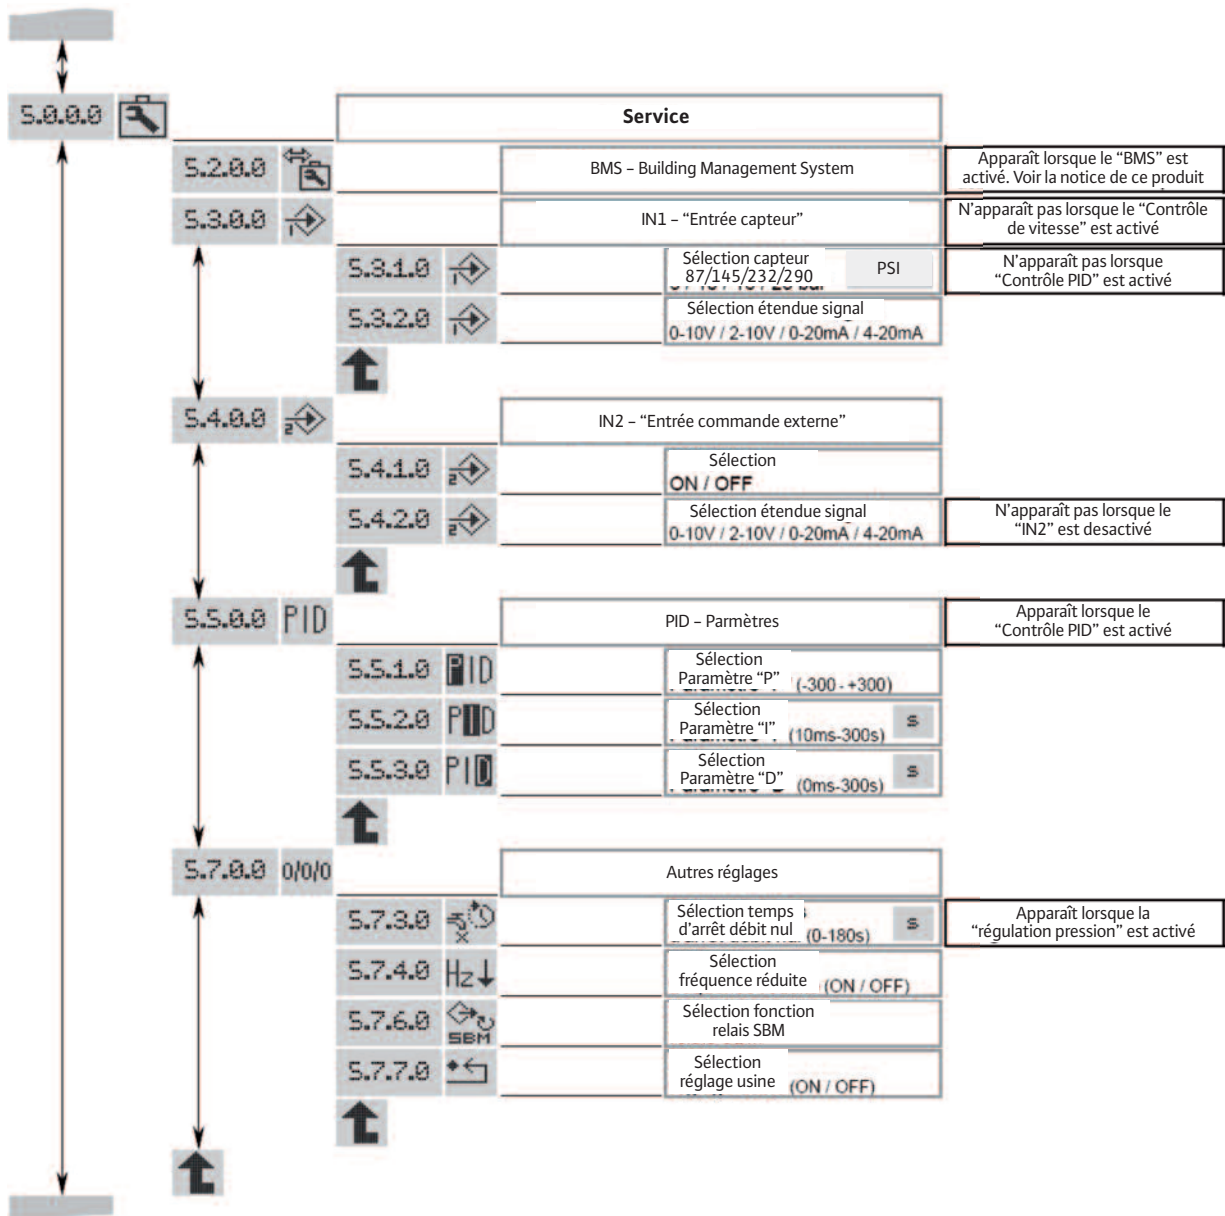 5.0.0.0
Service
5.2.0.0
BMS – Building Management System
Apparaît lorsque le “BMS” est
activé. Voir la notice de ce produit
5.3.0.0
1
IN1 – “Entrée capteur”
N’apparaît pas lorsque le “Contrôle
de vitesse” est activé
5.3.1.0
1
Sélection capteur
87/145/232/290
PSI
N’apparaît pas lorsque
“Contrôle PID” est activé
5.3.2.0
1
Sélection étendue signal
0-10V / 2-10V / 0-20mA / 4-20mA
5.4.0.0
2
IN2 – “Entrée commande externe”
5.4.1.0
2
Sélection
ON / OFF
5.4.2.0
2
Sélection étendue signal
0-10V / 2-10V / 0-20mA / 4-20mA
N’apparaît pas lorsque le
“IN2” est desactivé
5.5.0.0 PID
PID – Parmètres
Apparaît lorsque le
“Contrôle PID” est activé
5.5.1.0 PID
Sélection
Paramètre “P” (-300 - +300)
5.5.2.0 PID
Sélection
Paramètre “I” (10ms-300s) s
5.5.3.0 PID
Sélection
Paramètre “D” (0ms-300s) s
5.7.0.0 0/0/0
Autres réglages
5.7.3.0
Sélection temps
d’arrêt débit nul (0-180s) s
Apparaît lorsque la
“régulation pression” est activé
5.7.4.0 Hz
Sélection
fréquence réduite (ON / OFF)
5.7.6.0 SBM
Sélection fonction
relais SBM
5.7.7.0
Sélection
réglage usine (ON / OFF)